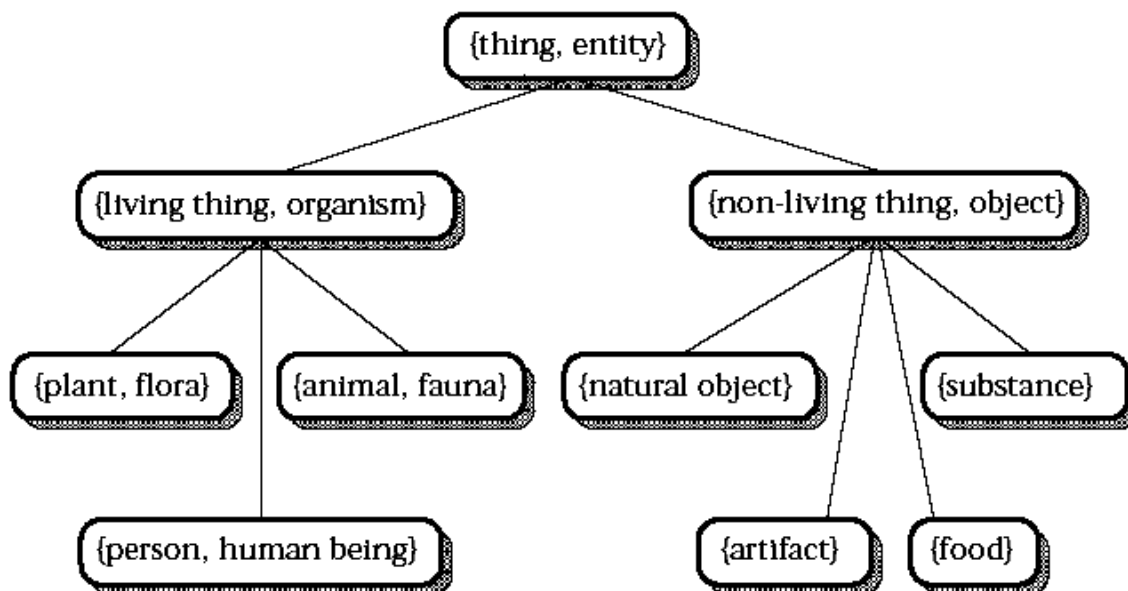 {thing, entity}
{living thing, organism}
{non-living thing, object}
{plant, flora}
{animal, fauna}
{natural object}
{substance}
{person, human being}
{artifact}
{food}